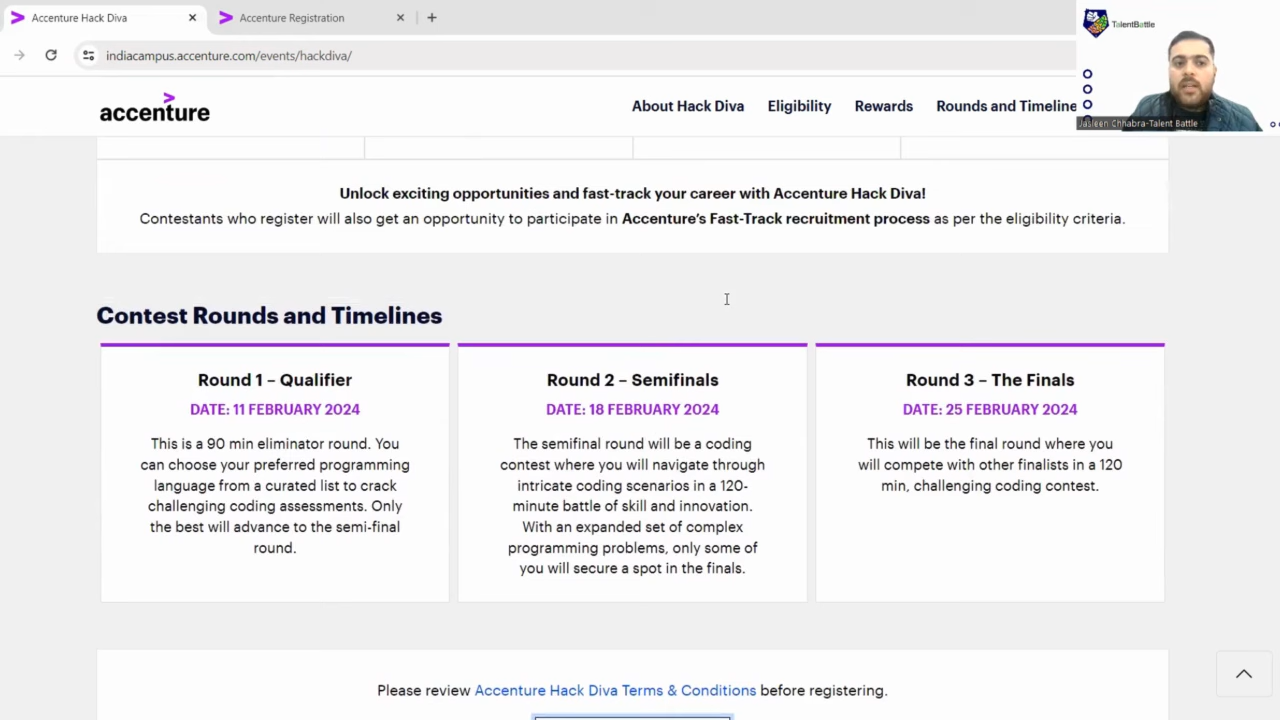 Accenture Hack Diva
Accenture Registration
indiacampus.accenture.com/events/hackdiva/
TalentBattle
accenture
About Hack Diva
Eligibility
Rewards
Rounds and Timeline
Jasleen Chhabra-Talent Battle
Unlock exciting opportunities and fast-track your career with Accenture Hack Diva!
Contestants who register will also get an opportunity to participate in Accenture's Fast-Track recruitment process as per the eligibility criteria.
Contest Rounds and Timelines
Round 1 – Qualifier
DATE: 11 FEBRUARY 2024
This is a 90 min eliminator round. You
can choose your preferred programming
language from a curated list to crack
challenging coding assessments. Only
the best will advance to the semi-final
round.
Round 2 – Semifinals
DATE: 18 FEBRUARY 2024
The semifinal round will be a coding
contest where you will navigate through
intricate coding scenarios in a 120-
minute battle of skill and innovation.
With an expanded set of complex
programming problems, only some of
you will secure a spot in the finals.
Round 3 – The Finals
DATE: 25 FEBRUARY 2024
This will be the final round where you
will compete with other finalists in a 120
min, challenging coding contest.
Please review Accenture Hack Diva Terms & Conditions before registering.